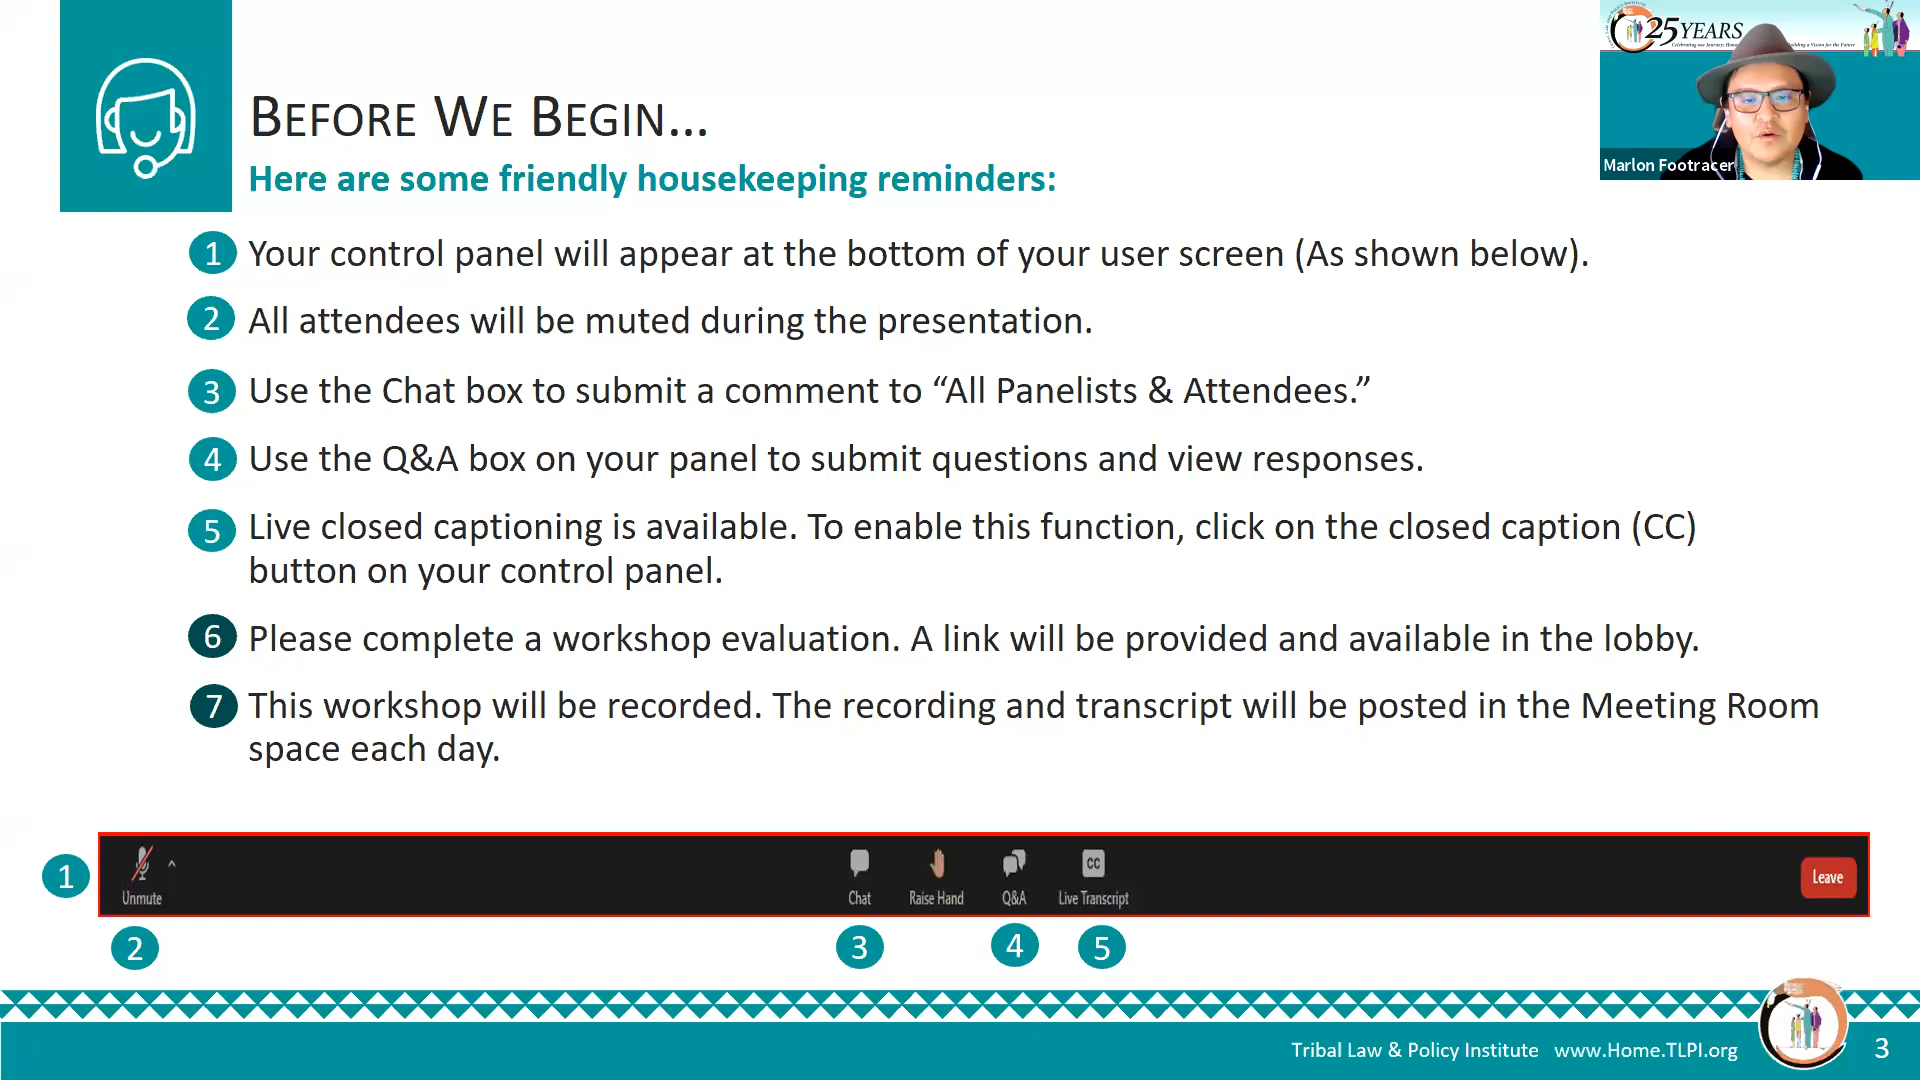 25 YEARS
Marlon Footracer
BEFORE WE BEGIN...
Here are some friendly housekeeping reminders:
1 Your control panel will appear at the bottom of your user screen (As shown below).
2 All attendees will be muted during the presentation.
3 Use the Chat box to submit a comment to “All Panelists & Attendees.”
4 Use the Q&A box on your panel to submit questions and view responses.
5 Live closed captioning is available. To enable this function, click on the closed caption (CC)
button on your control panel.
6 Please complete a workshop evaluation. A link will be provided and available in the lobby.
7 This workshop will be recorded. The recording and transcript will be posted in the Meeting Room
space each day.
1
CC
Unmute Chat Raise Hand Q&A Live Transcript Leave
2 3 4 5
Tribal Law & Policy Institute www.Home.TLPI.org 3